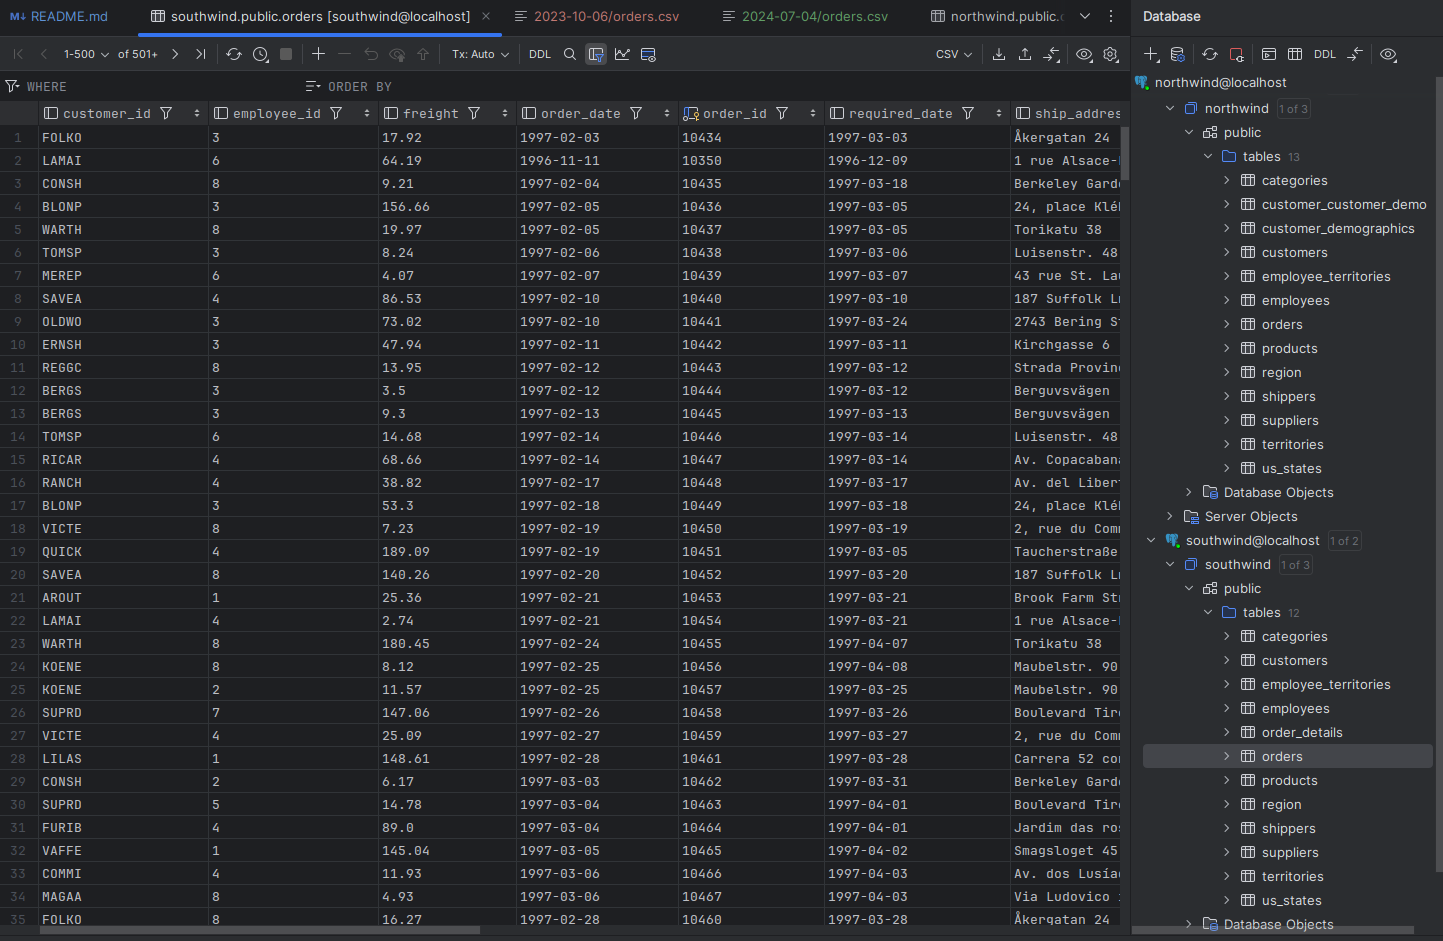 M↓ README.md southwind.public.orders [southwind@localhost] 2023-10-06/orders.csv 2024-07-04/orders.csv northwind.public.
1-500 of 501+ Tx: Auto DDL CSV
WHERE ORDER BY
customer_id employee_id freight order_date order_id required_date ship_addres
1 FOLKO 3 17.92 1997-02-03 10434 1997-03-03 Åkergatan 24
2 LAMAI 6 64.19 1996-11-11 10350 1996-12-09 1 rue Alsace-
3 CONSH 8 9.21 1997-02-04 10435 1997-03-18 Berkeley Gard
4 BLONP 3 156.66 1997-02-05 10436 1997-03-05 24, place Klé
5 WARTH 8 19.97 1997-02-05 10437 1997-03-05 Torikatu 38
6 TOMSP 3 8.24 1997-02-06 10438 1997-03-06 Luisenstr. 48
7 MEREP 6 4.07 1997-02-07 10439 1997-03-07 43 rue St. La
8 SAVEA 4 86.53 1997-02-10 10440 1997-03-10 187 Suffolk L
9 OLDWO 3 73.02 1997-02-10 10441 1997-03-24 2743 Bering S
10 ERNSH 3 47.94 1997-02-11 10442 1997-03-11 Kirchgasse 6
11 REGGC 8 13.95 1997-02-12 10443 1997-03-12 Strada Provin
12 BERGS 3 3.5 1997-02-12 10444 1997-03-12 Berguvsvägen
13 BERGS 3 9.3 1997-02-13 10445 1997-03-13 Berguvsvägen
14 TOMSP 6 14.68 1997-02-14 10446 1997-03-14 Luisenstr. 48
15 RICAR 4 68.66 1997-02-14 10447 1997-03-14 Av. Copacabana
16 RANCH 4 38.82 1997-02-17 10448 1997-03-17 Av. del Liber
17 BLONP 3 53.3 1997-02-18 10449 1997-03-18 24, place Klé
18 VICTE 8 7.23 1997-02-19 10450 1997-03-19 2, rue du Com
19 QUICK 4 189.09 1997-02-19 10451 1997-03-05 Taucherstraße
20 SAVEA 8 140.26 1997-02-20 10452 1997-03-20 187 Suffolk L
21 AROUT 1 25.36 1997-02-21 10453 1997-03-21 Brook Farm St
22 LAMAI 4 2.74 1997-02-21 10454 1997-03-21 1 rue Alsace-
23 WARTH 8 180.45 1997-02-24 10455 1997-04-07 Torikatu 38
24 KOENE 8 8.12 1997-02-25 10456 1997-04-08 Maubelstr. 90
25 KOENE 2 11.57 1997-02-25 10457 1997-03-25 Maubelstr. 90
26 SUPRD 7 147.06 1997-02-26 10458 1997-03-26 Boulevard Tir
27 VICTE 4 25.09 1997-02-27 10459 1997-03-27 2, rue du Com
28 LILAS 1 148.61 1997-02-28 10461 1997-03-28 Carrera 52 co
29 CONSH 2 6.17 1997-03-03 10462 1997-03-31 Berkeley Gard
30 SUPRD 5 14.78 1997-03-04 10463 1997-04-01 Boulevard Tir
31 FURIB 4 89.0 1997-03-04 10464 1997-04-01 Jardim das ro
32 VAFFE 1 145.04 1997-03-05 10465 1997-04-02 Smagsloget 45
33 COMMI 4 11.93 1997-03-06 10466 1997-04-03 Av. dos Lusía
34 MAGAA 8 4.93 1997-03-06 10467 1997-04-03 Via Ludovico
35 FOLKO 8 16.27 1997-02-28 10460 1997-03-28 Åkergatan 24
Database
DDL
northwind@localhost
northwind 1 of 3
public
tables 13
categories
customer_customer_demo
customer_demographics
customers
employee_territories
employees
orders
products
region
shippers
suppliers
territories
us_states
Database Objects
Server Objects
southwind@localhost 1 of 2
southwind 1 of 3
public
tables 12
categories
customers
employee_territories
employees
order_details
orders
products
region
shippers
suppliers
territories
us_states
Database Objects